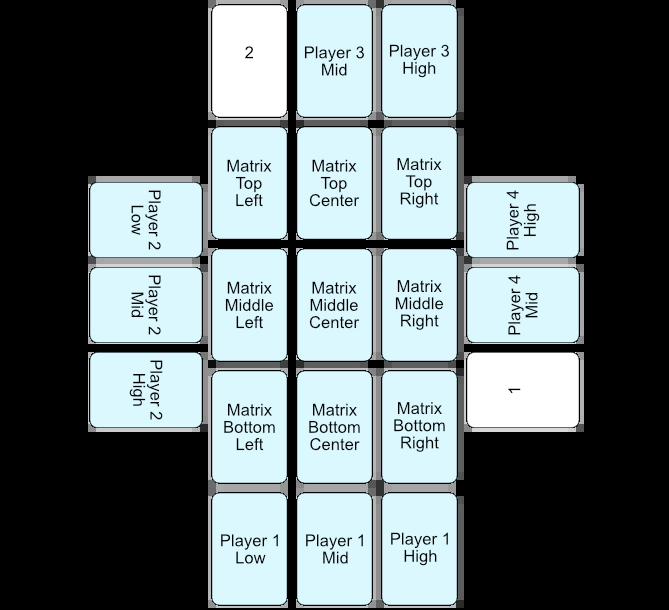 2
Player 3
Mid
Player 3
High
Matrix
Top
Left
Matrix
Top
Center
Matrix
Top
Right
Player 2
Low
Player 4
High
Matrix
Middle
Left
Matrix
Middle
Center
Matrix
Middle
Right
Player 2
Mid
Player 4
Mid
Player 2
High
1
Matrix
Bottom
Left
Matrix
Bottom
Center
Matrix
Bottom
Right
Player 1
Low
Player 1
Mid
Player 1
High